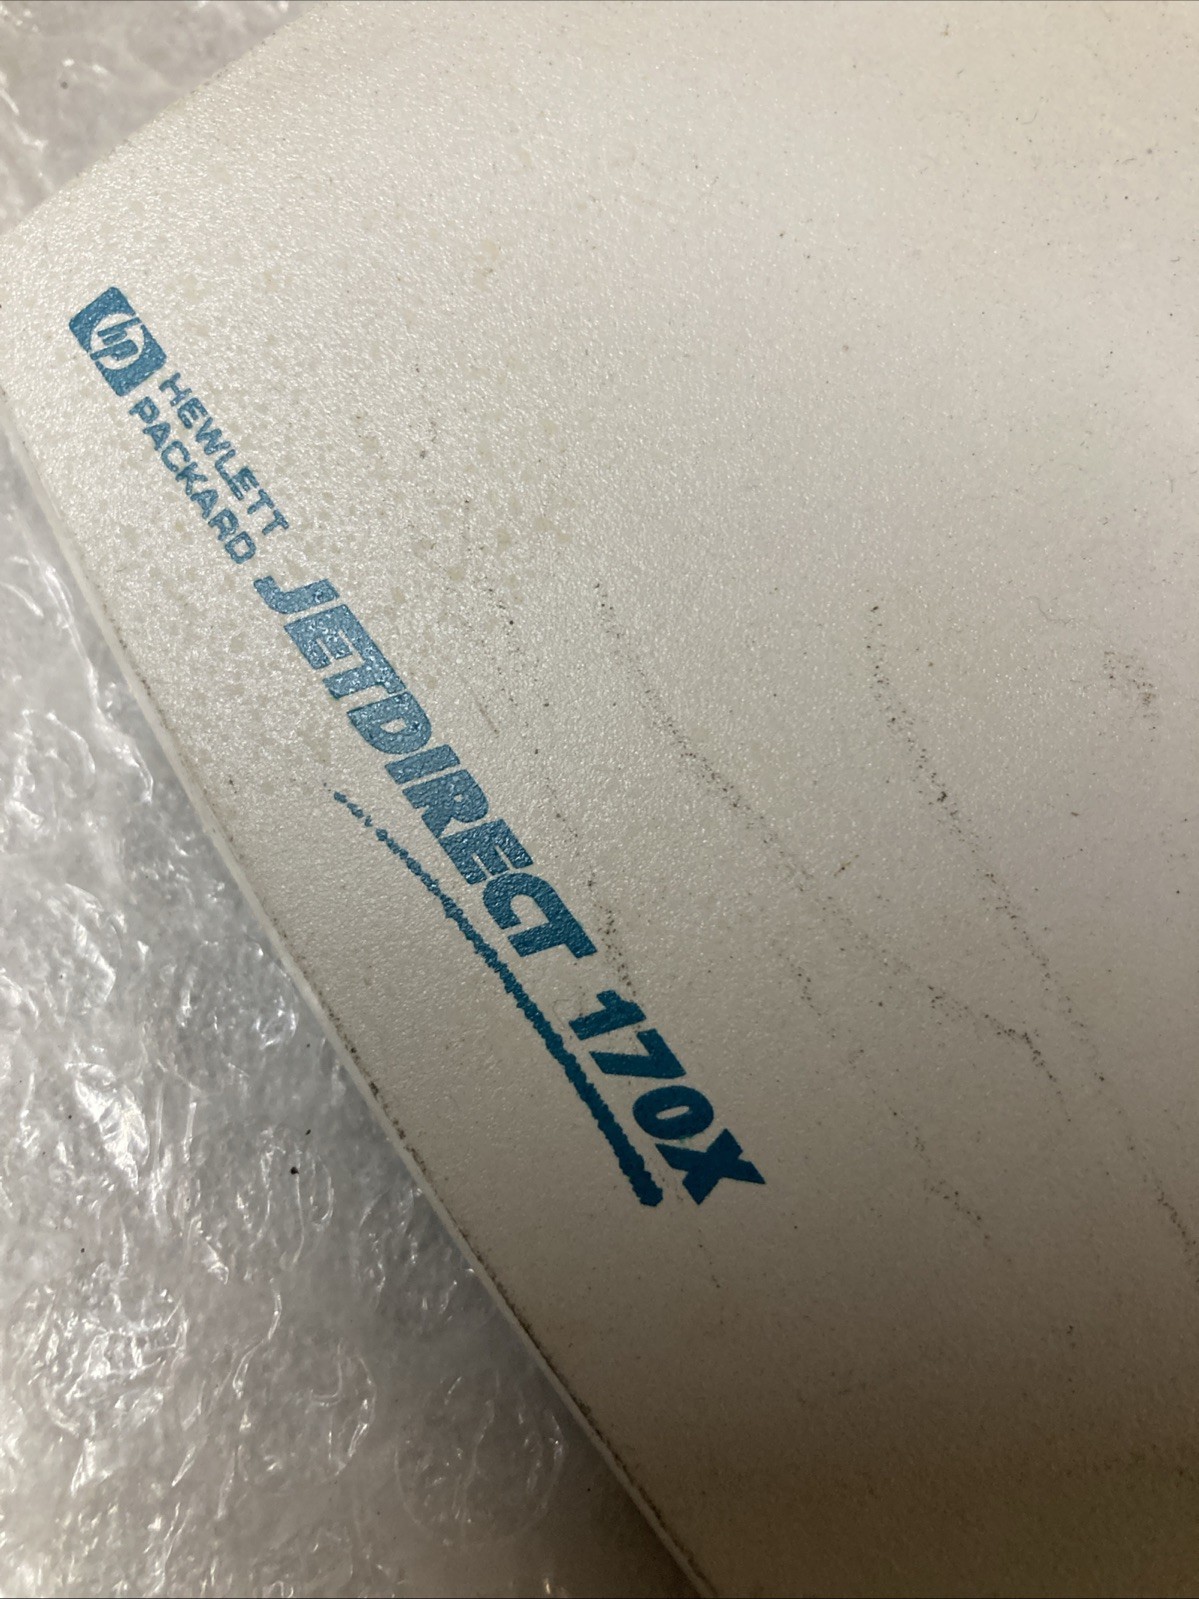 hp
HEWLETT
PACKARD
JETDIRECT 170X